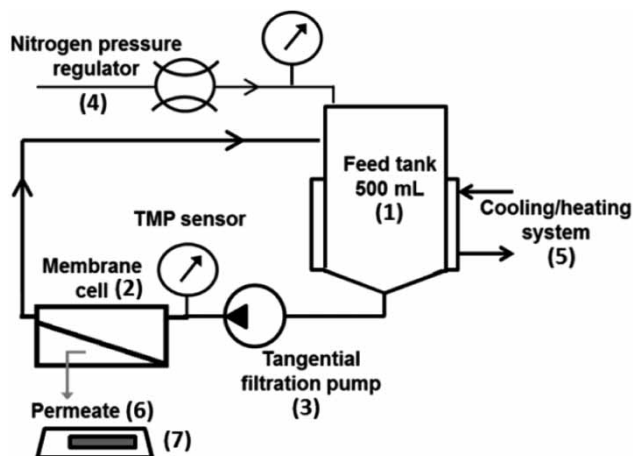 Nitrogen pressure
regulator
(4)
Feed tank
500 mL
(1)
Cooling/heating
system
(5)
TMP sensor
Membrane
cell (2)
Tangential
filtration pump
(3)
Permeate (6)
(7)